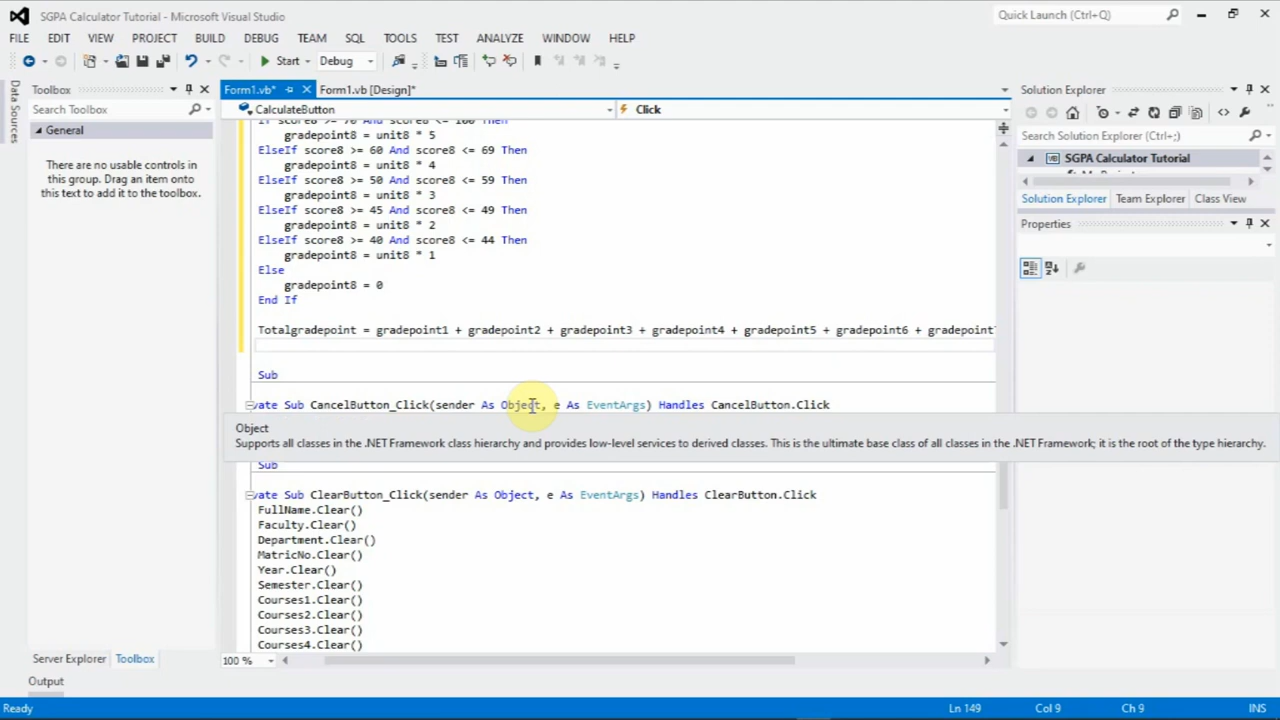 SGPA Calculator Tutorial - Microsoft Visual Studio
Quick Launch (Ctrl+Q)
FILE EDIT VIEW PROJECT BUILD DEBUG TEAM SQL TOOLS TEST ANALYZE WINDOW HELP
Start Debug
Data Sources
Toolbox
Search Toolbox
General
There are no usable controls in
this group. Drag an item onto
this text to add it to the toolbox.
Server Explorer Toolbox
Output
Form1.vb* Form1.vb [Design]*
CalculateButton Click
If score8 >= 70 And score8 <= 100 Then
gradepoint8 = unit8 * 5
ElseIf score8 >= 60 And score8 <= 69 Then
gradepoint8 = unit8 * 4
ElseIf score8 >= 50 And score8 <= 59 Then
gradepoint8 = unit8 * 3
ElseIf score8 >= 45 And score8 <= 49 Then
gradepoint8 = unit8 * 2
ElseIf score8 >= 40 And score8 <= 44 Then
gradepoint8 = unit8 * 1
Else
gradepoint8 = 0
End If
Totalgradepoint = gradepoint1 + gradepoint2 + gradepoint3 + gradepoint4 + gradepoint5 + gradepoint6 + gradepoint
Sub
vate Sub CancelButton_Click(sender As Object, e As EventArgs) Handles CancelButton.Click
Object
Supports all classes in the .NET Framework class hierarchy and provides low-level services to derived classes. This is the ultimate base class of all classes in the .NET Framework; it is the root of the type hierarchy.
Sub
vate Sub ClearButton_Click(sender As Object, e As EventArgs) Handles ClearButton.Click
FullName.Clear()
Faculty.Clear()
Department.Clear()
MatricNo.Clear()
Year.Clear()
Semester.Clear()
Courses1.Clear()
Courses2.Clear()
Courses3.Clear()
Courses4.Clear()
100 %
Solution Explorer
Search Solution Explorer (Ctrl+;)
SGPA Calculator Tutorial
Solution Explorer Team Explorer Class View
Properties
Ready Ln 149 Col 9 Ch 9 INS